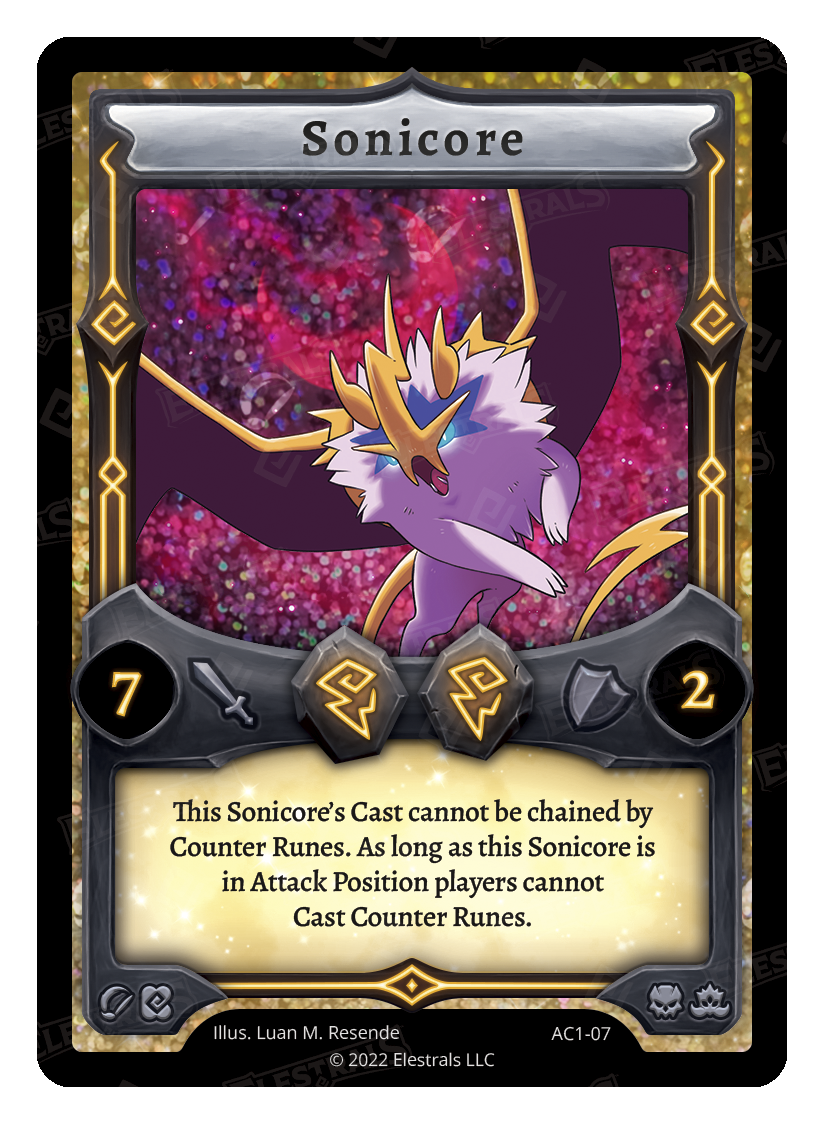 Sonicore
7
2
This Sonicore's Cast cannot be chained by
Counter Runes. As long as this Sonicore is
in Attack Position players cannot
Cast Counter Runes.
Illus. Luan M. Resende
AC1-07
© 2022 Elestrals LLC
ELESTRALS